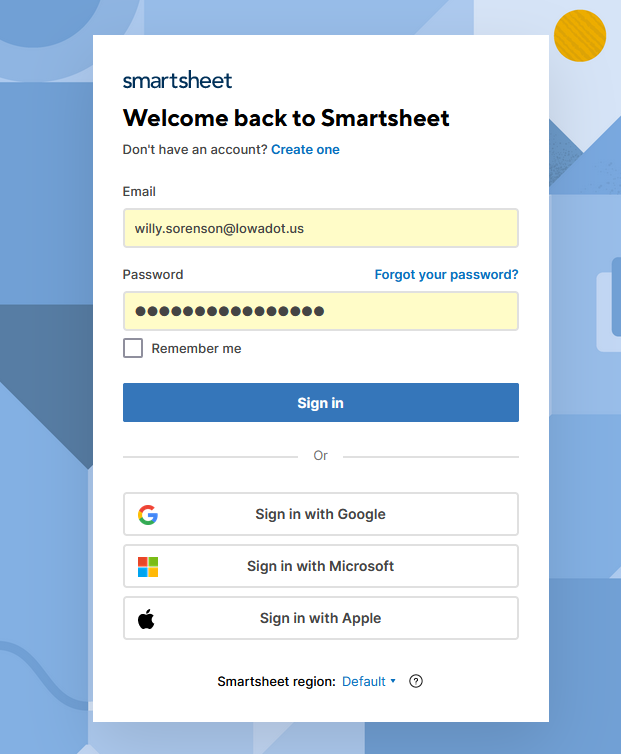 smartsheet
Welcome back to Smartsheet
Don't have an account? Create one
Email
willy.sorenson@lowadot.us
Password Forgot your password?
●●●●●●●●●●●●●●●●
Remember me
Sign in
Or
Sign in with Google
Sign in with Microsoft
Sign in with Apple
Smartsheet region: Default ▾ ?